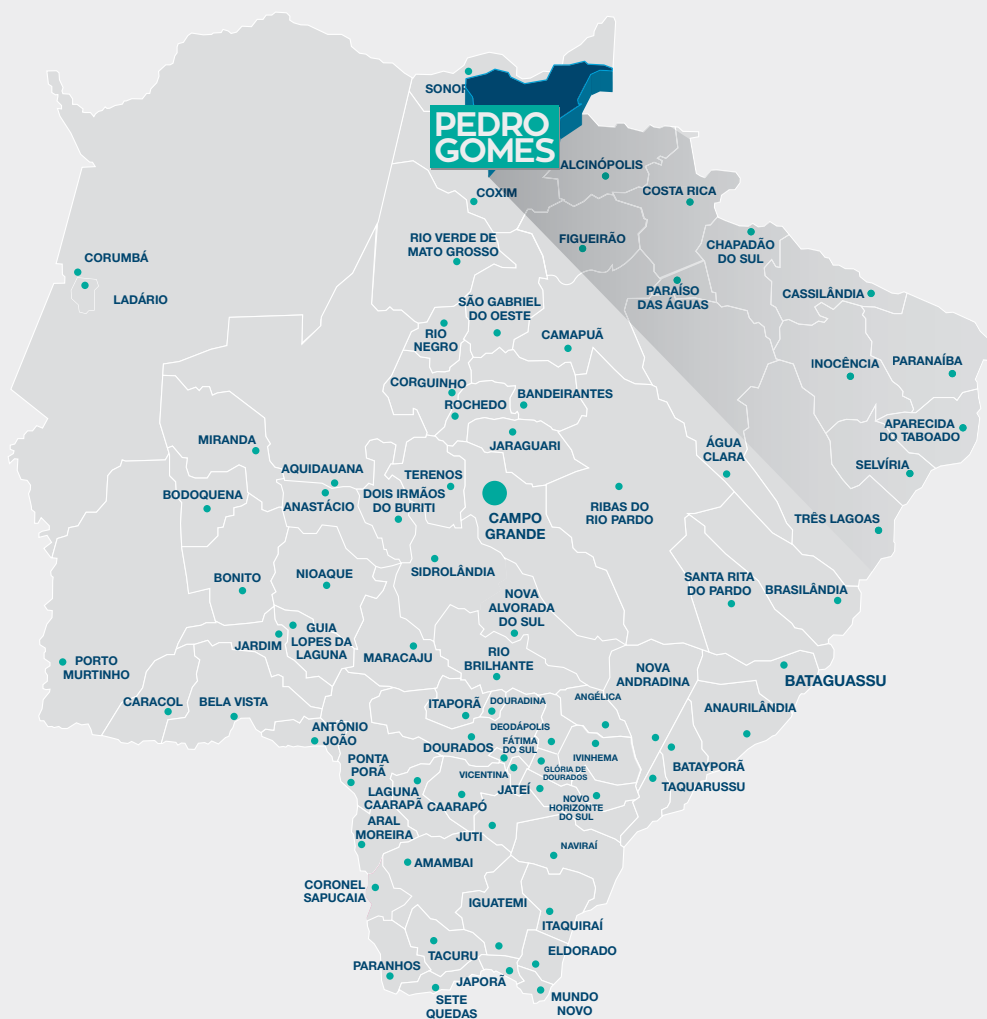 SONOR
PEDRO
GOMES
ALCINÓPOLIS
COSTA RICA
COXIM
RIO VERDE DE
MATO GROSSO
FIGUEIRÃO
CHAPADÃO
DO SUL
CORUMBÁ
LADÁRIO
PARAÍSO
DAS ÁGUAS
CASSILÂNDIA
SÃO GABRIEL
DO OESTE
RIO
NEGRO
CAMAPUÃ
INOCÊNCIA
PARANAÍBA
CORGUINHO
ROCHEDO
BANDEIRANTES
JARAGUARI
APARECIDA
DO TABOADO
MIRANDA
ÁGUA
CLARA
SELVÍRIA
AQUIDAUANA
ANASTÁCIO
TERENOS
DOIS IRMÃOS
DO BURITI
BODOQUENA
CAMPO
GRANDE
RIBAS DO
RIO PARDO
TRÊS LAGOAS
SIDROLÂNDIA
BONITO
NIOAQUE
SANTA RITA
DO PARDO
BRASILÂNDIA
NOVA
ALVORADA
DO SUL
JARDIM
GUIA
LOPES DA
LAGUNA
MARACAJU
RIO
BRILHANTE
PORTO
MURTINHO
NOVA
ANDRADINA
BATAGUASSU
CARACOL
BELA VISTA
ITAPORÃ
DOURADINA
ANGÉLICA
ANAURILÂNDIA
ANTÔNIO
JOÃO
DEODÁPOLIS
DOURADOS
FÁTIMA
DO SUL
IVINHEMA
BATAYPORÃ
PONTA
PORÃ
VICENTINA
GLÓRIA DE
DOURADOS
TAQUARUSSU
LAGUNA
CAARAPÃ
CAARAPÓ
JATEÍ
NOVO
HORIZONTE
DO SUL
ARAL
MOREIRA
JUTI
NAVIRAÍ
AMAMBAI
CORONEL
SAPUCAIA
IGUATEMI
ITAQUIRAÍ
TACURU
ELDORADO
PARANHOS
JAPORÃ
SETE
QUEDAS
MUNDO
NOVO